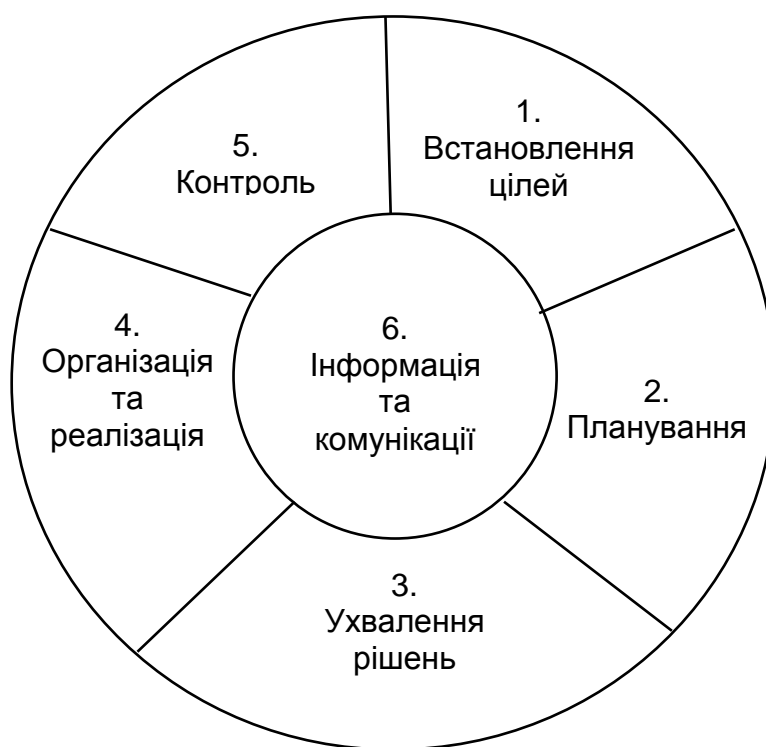 1.
Встановлення
цілей
2.
Планування
3.
Ухвалення
рішень
4.
Організація
та
реалізація
5.
Контроль
6.
Інформація
та
комунікації